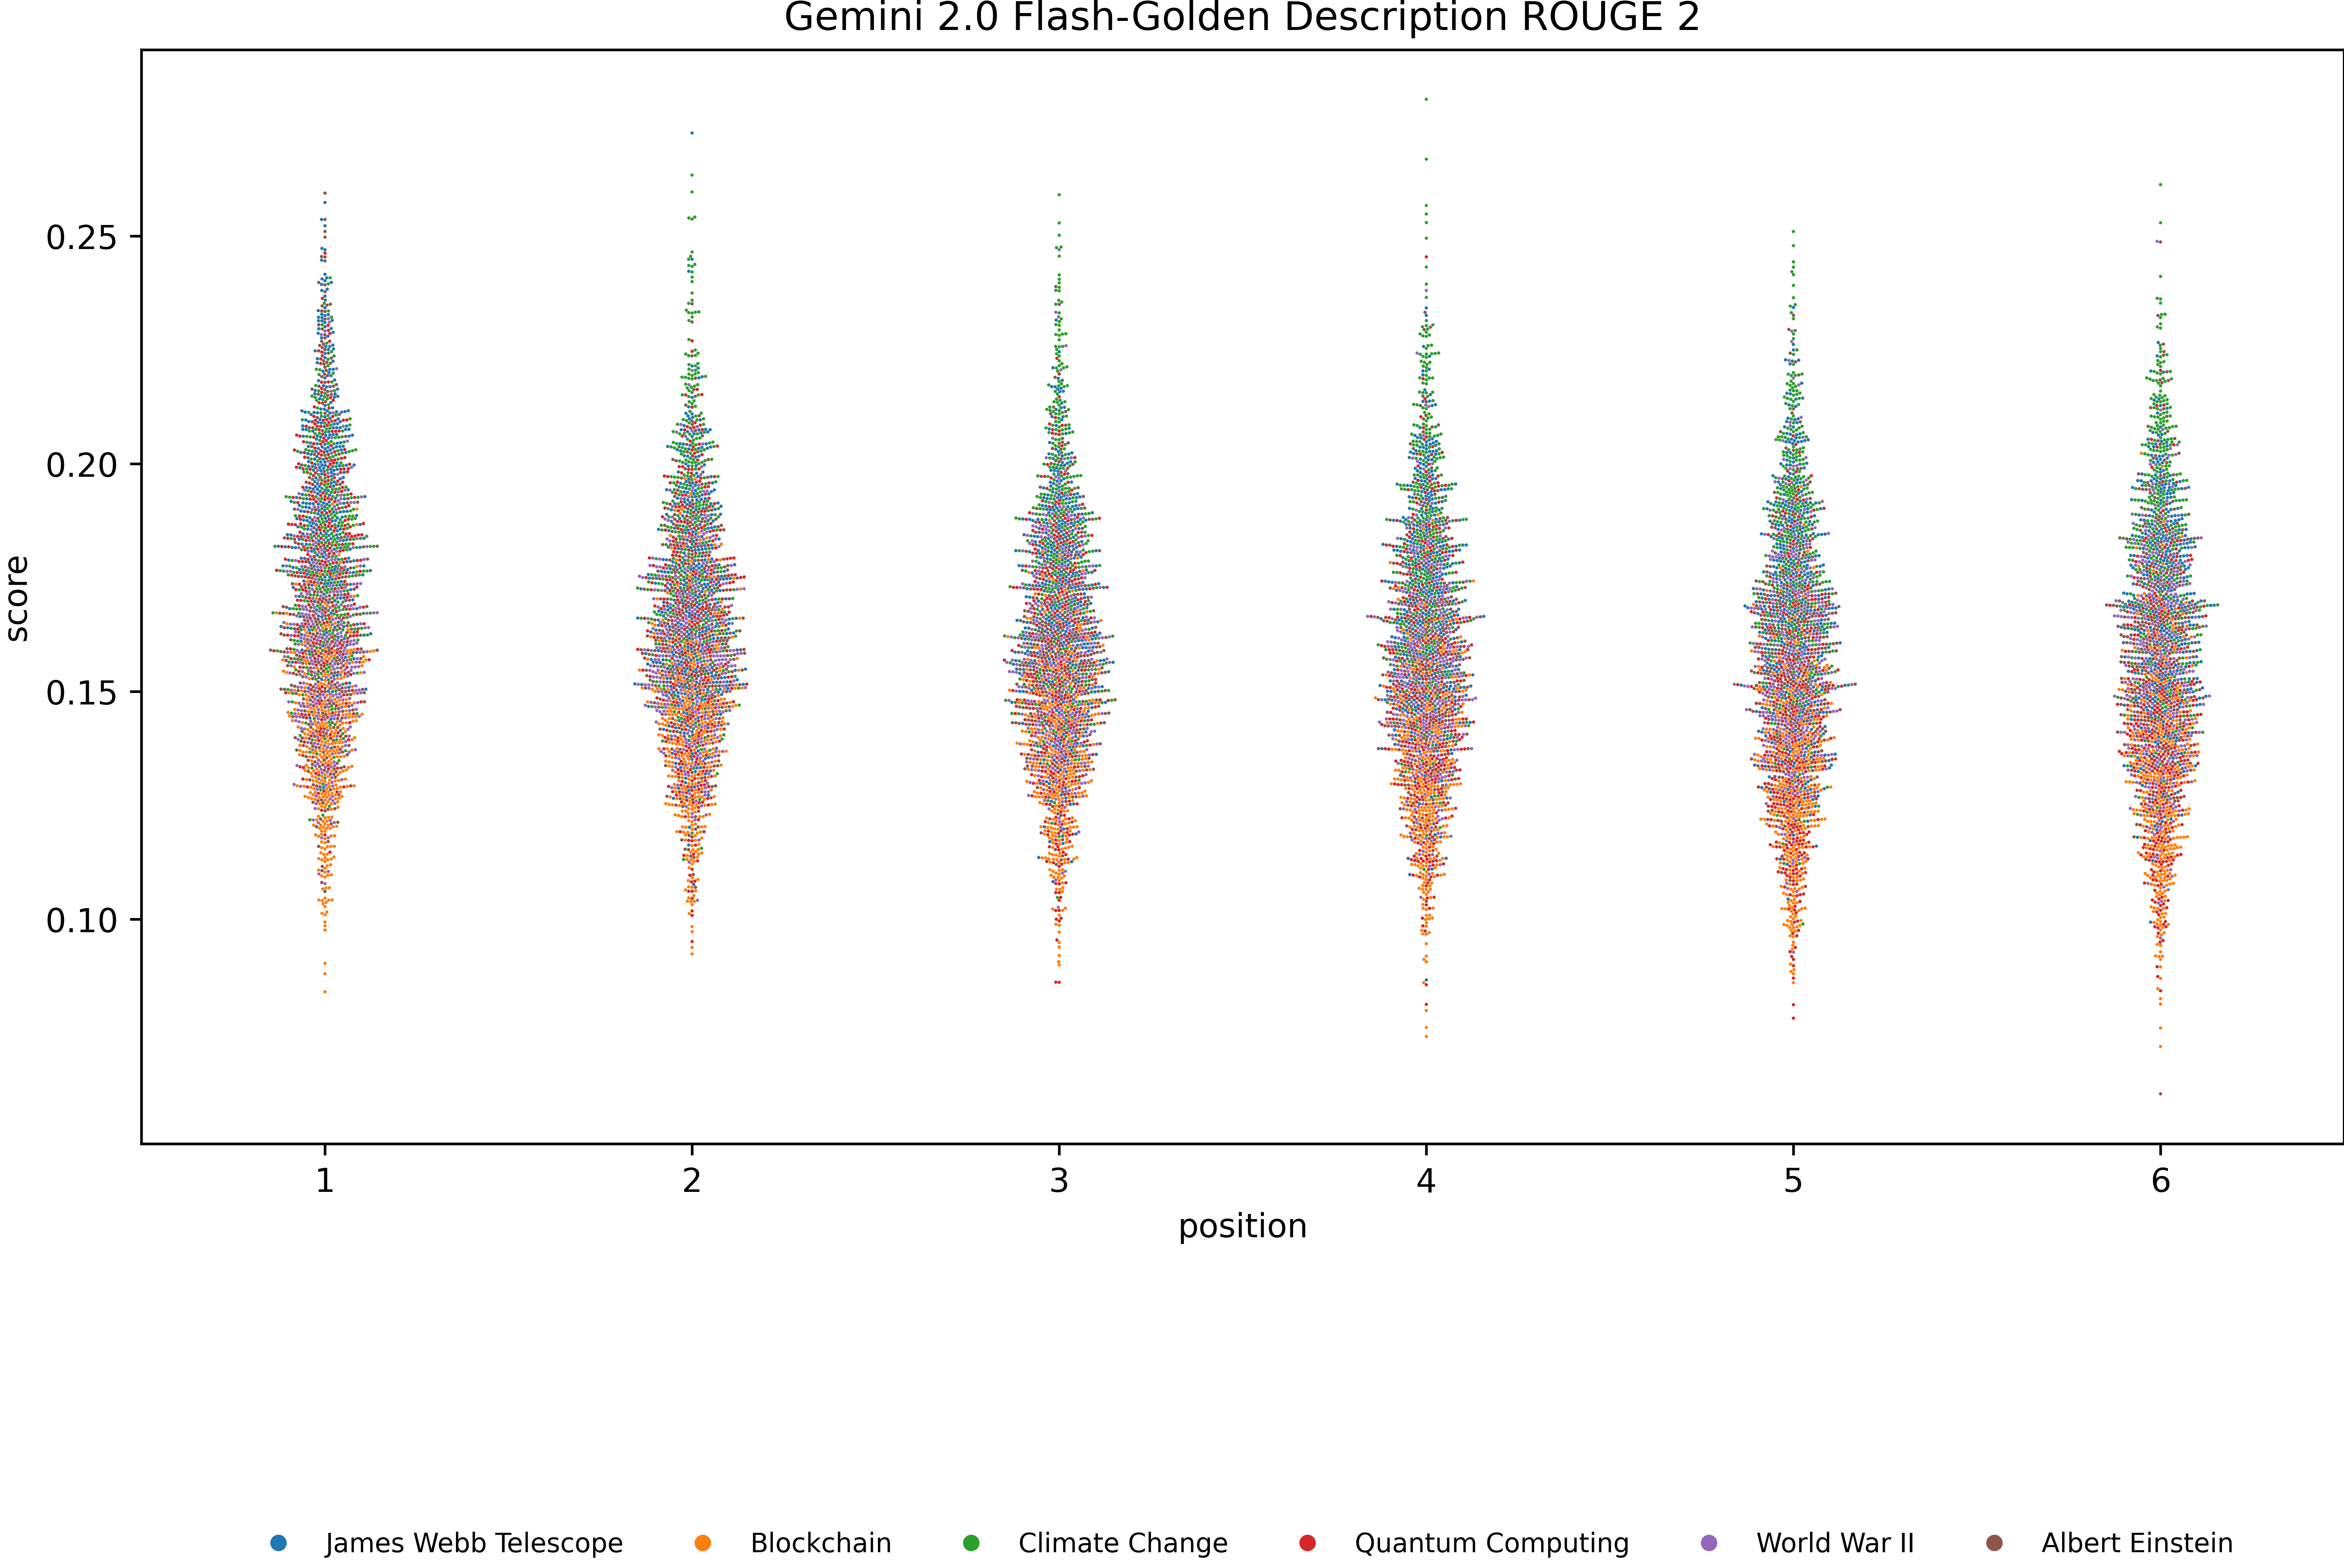 Gemini 2.0 Flash-Golden Description ROUGE 2
score
0.25
0.20
0.15
0.10
1 2 3 4 5 6
position
James Webb Telescope Blockchain Climate Change Quantum Computing World War II Albert Einstein